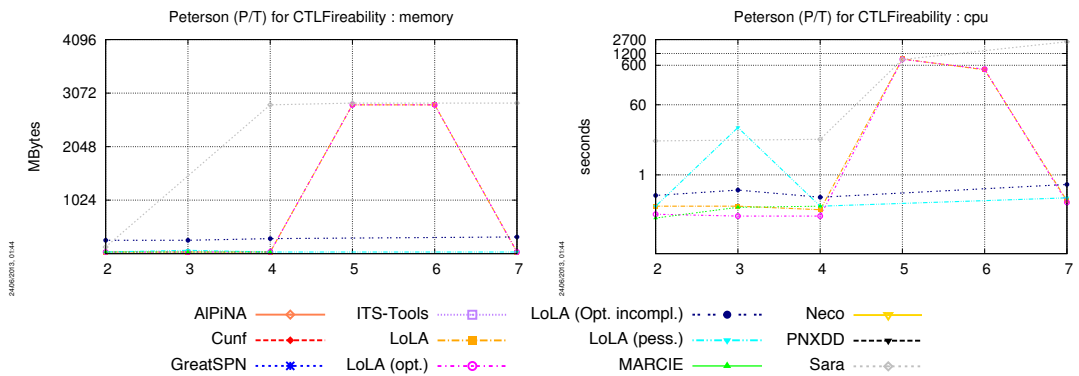 Peterson (P/T) for CTLFireability : memory
4096
3072
2048
1024
MBytes
2 3 4 5 6 7
24/06/2013, 01:44
Peterson (P/T) for CTLFireability : cpu
2700
1200
600
60
1
seconds
2 3 4 5 6 7
24/06/2013, 01:44
AlPiNA ITS-Tools LoLA (Opt. incompl.) Neco
Cunf LoLA LoLA (pess.) PNXDD
GreatSPN LoLA (opt.) MARCIE Sara